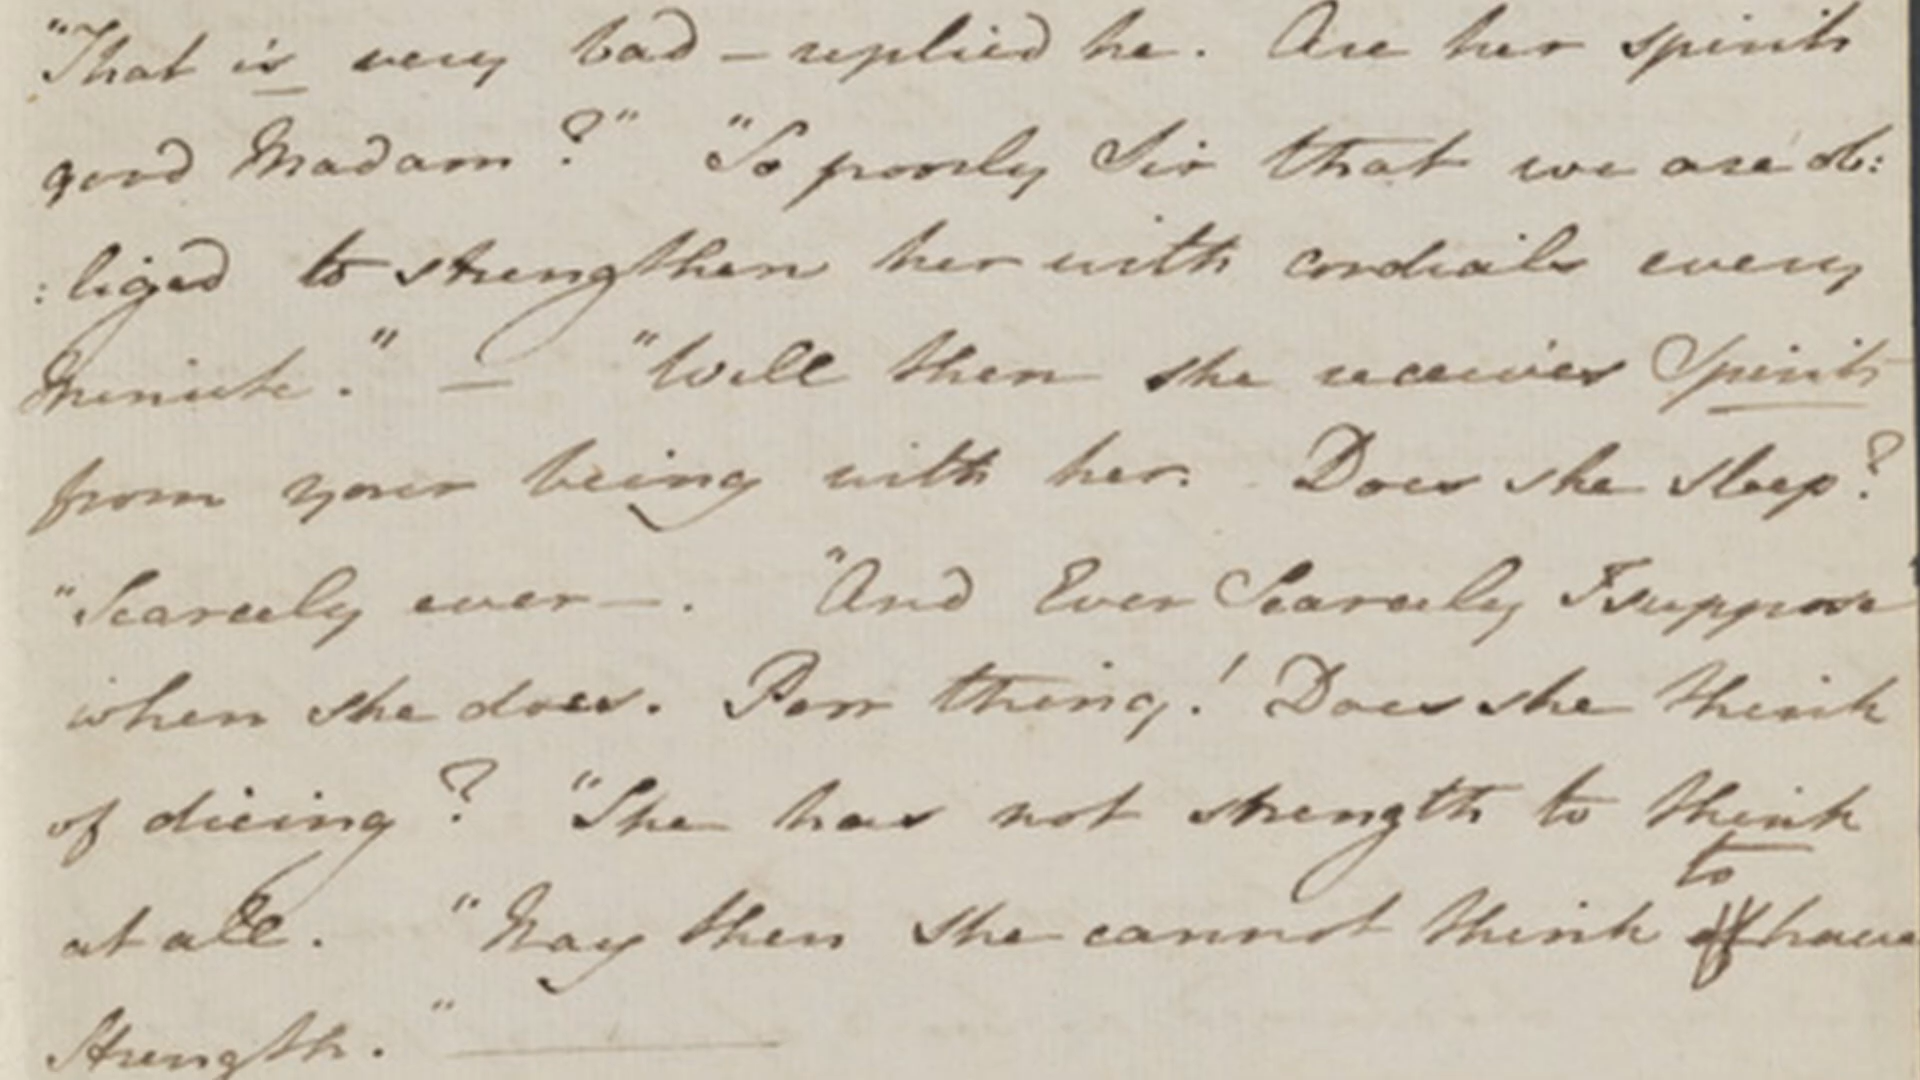 "That is very bad — replied he. Are her spirits
good Madam?" "So poorly Sir that we are ob:
:liged to strengthen her with cordials every
Minute." — "Well then she receives Spirits
from your being with her. Does she sleep?
"Scarcely ever —. "And Ever Scarcely I suppose
when she does. Poor thing! Does she think
of dieing? "She has not strength to think
at all. "Nay then she cannot think to have
Strength."